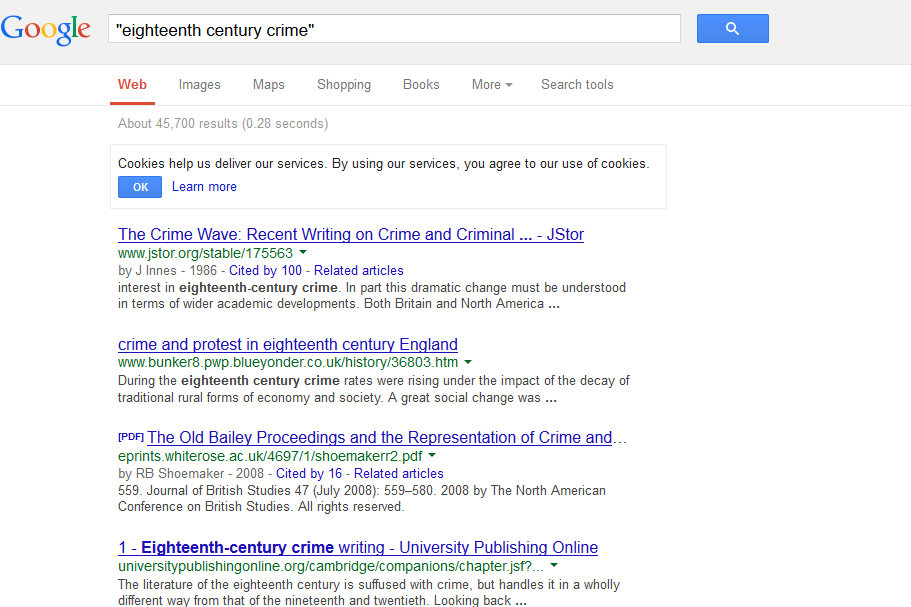 Google "eighteenth century crime"
Web Images Maps Shopping Books More Search tools
About 45,700 results (0.28 seconds)
Cookies help us deliver our services. By using our services, you agree to our use of cookies.
OK Learn more
The Crime Wave: Recent Writing on Crime and Criminal ... - JStor
www.jstor.org/stable/175563
by J Innes - 1986 - Cited by 100 - Related articles
interest in eighteenth-century crime. In part this dramatic change must be understood
in terms of wider academic developments. Both Britain and North America ...
crime and protest in eighteenth century England
www.bunker8.pwp.blueyonder.co.uk/history/36803.htm
During the eighteenth century crime rates were rising under the impact of the decay of
traditional rural forms of economy and society. A great social change was ...
[PDF] The Old Bailey Proceedings and the Representation of Crime and...
eprints.whiterose.ac.uk/4697/1/shoemakerr2.pdf
by RB Shoemaker - 2008 - Cited by 16 - Related articles
559. Journal of British Studies 47 (July 2008): 559–580. 2008 by The North American
Conference on British Studies. All rights reserved.
1 - Eighteenth-century crime writing - University Publishing Online
universitypublishingonline.org/cambridge/companions/chapter.jsf?...
The literature of the eighteenth century is suffused with crime, but handles it in a wholly
different way from that of the nineteenth and twentieth. Looking back ...